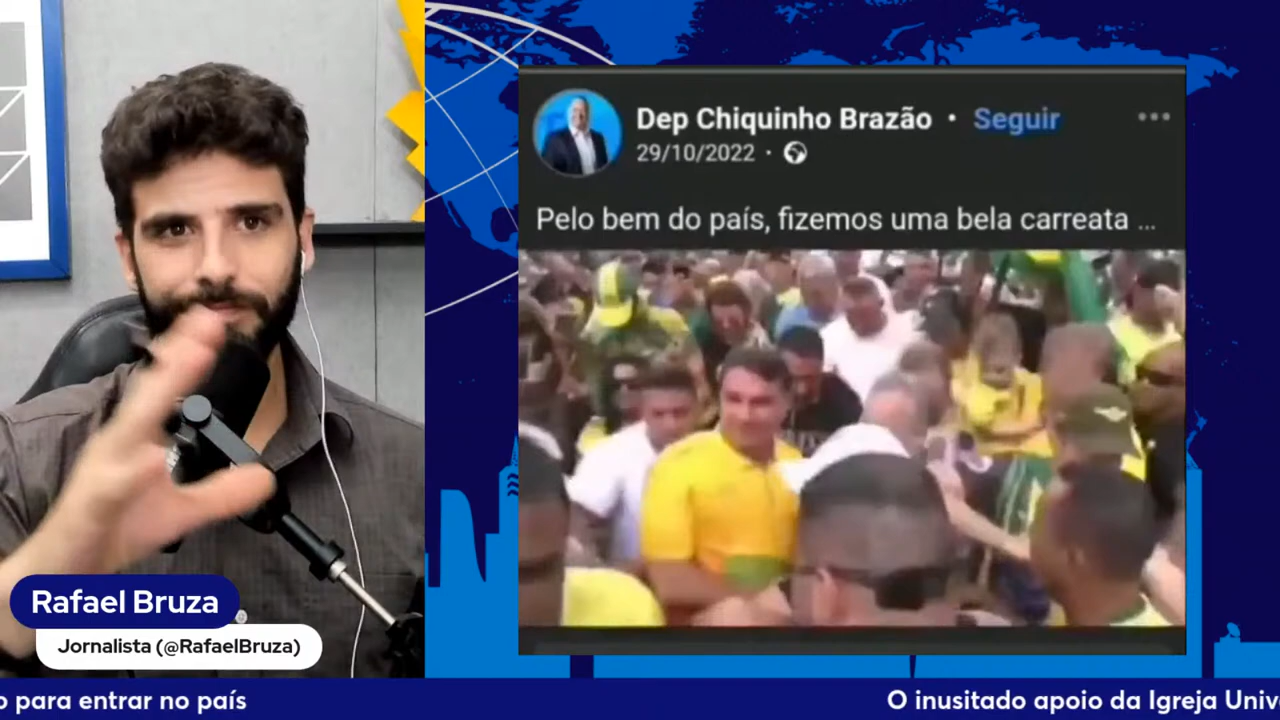 Dep Chiquinho Brazão • Seguir
29/10/2022 ·
Pelo bem do país, fizemos uma bela carreata ...
Rafael Bruza
Jornalista (@RafaelBruza)
o para entrar no país
O inusitado apoio da Igreja Univ